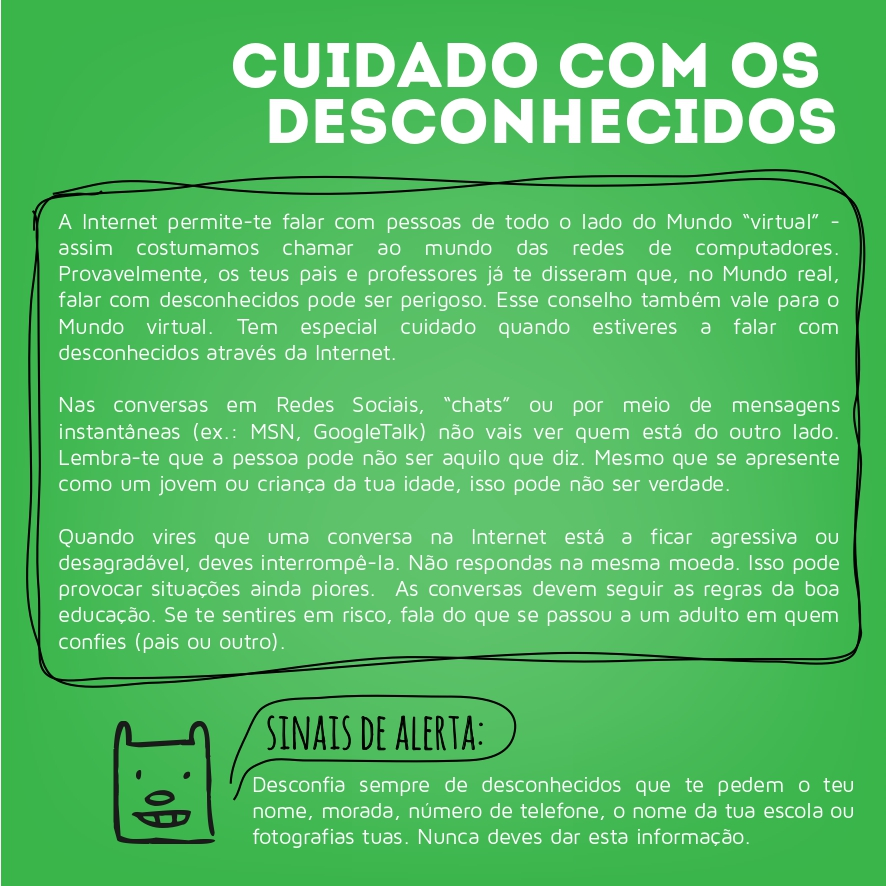 CUIDADO COM OS
DESCONHECIDOS
A Internet permite-te falar com pessoas de todo o lado do Mundo “virtual” -
assim costumamos chamar ao mundo das redes de computadores.
Provavelmente, os teus pais e professores já te disseram que, no Mundo real,
falar com desconhecidos pode ser perigoso. Esse conselho também vale para o
Mundo virtual. Tem especial cuidado quando estiveres a falar com
desconhecidos através da Internet.
Nas conversas em Redes Sociais, “chats” ou por meio de mensagens
instantâneas (ex.: MSN, GoogleTalk) não vais ver quem está do outro lado.
Lembra-te que a pessoa pode não ser aquilo que diz. Mesmo que se apresente
como um jovem ou criança da tua idade, isso pode não ser verdade.
Quando vires que uma conversa na Internet está a ficar agressiva ou
desagradável, deves interrompê-la. Não respondas na mesma moeda. Isso pode
provocar situações ainda piores. As conversas devem seguir as regras da boa
educação. Se te sentires em risco, fala do que se passou a um adulto em quem
confies (pais ou outro).
SINAIS DE ALERTA:
Desconfia sempre de desconhecidos que te pedem o teu
nome, morada, número de telefone, o nome da tua escola ou
fotografias tuas. Nunca deves dar esta informação.